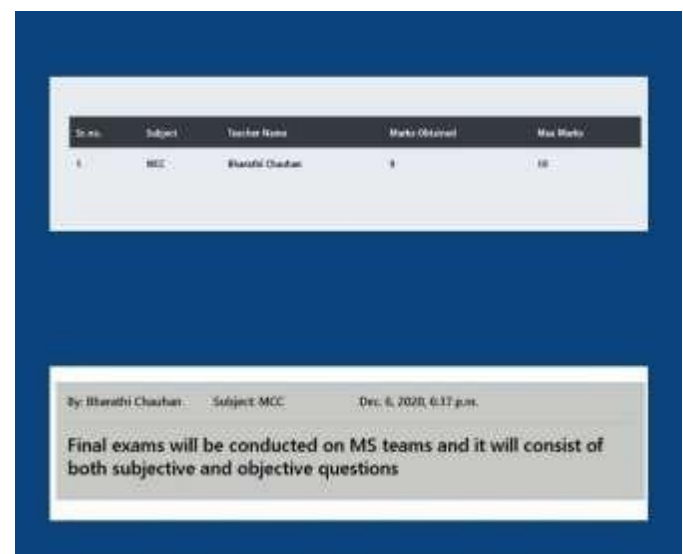 Sr.no. Subject Teacher Name Marks Obtained Max Marks
1 MCC Bharathi Chauhan 9 10
By: Bharathi Chauhan Subject: MCC Dec. 6, 2020, 6:37 p.m.
Final exams will be conducted on MS teams and it will consist of
both subjective and objective questions